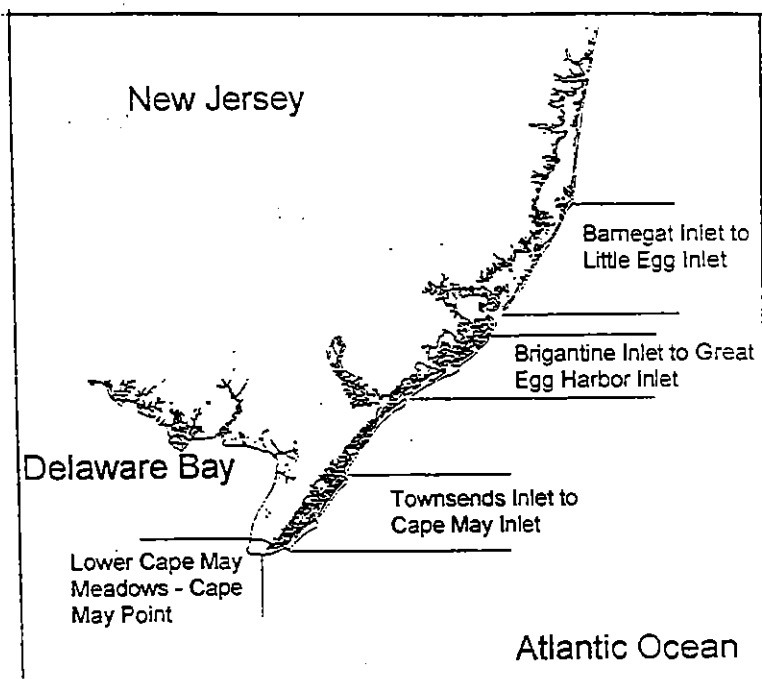 New Jersey
Barnegat Inlet to
Little Egg Inlet
Brigantine Inlet to Great
Egg Harbor Inlet
Delaware Bay
Townsends Inlet to
Cape May Inlet
Lower Cape May
Meadows - Cape
May Point
Atlantic Ocean